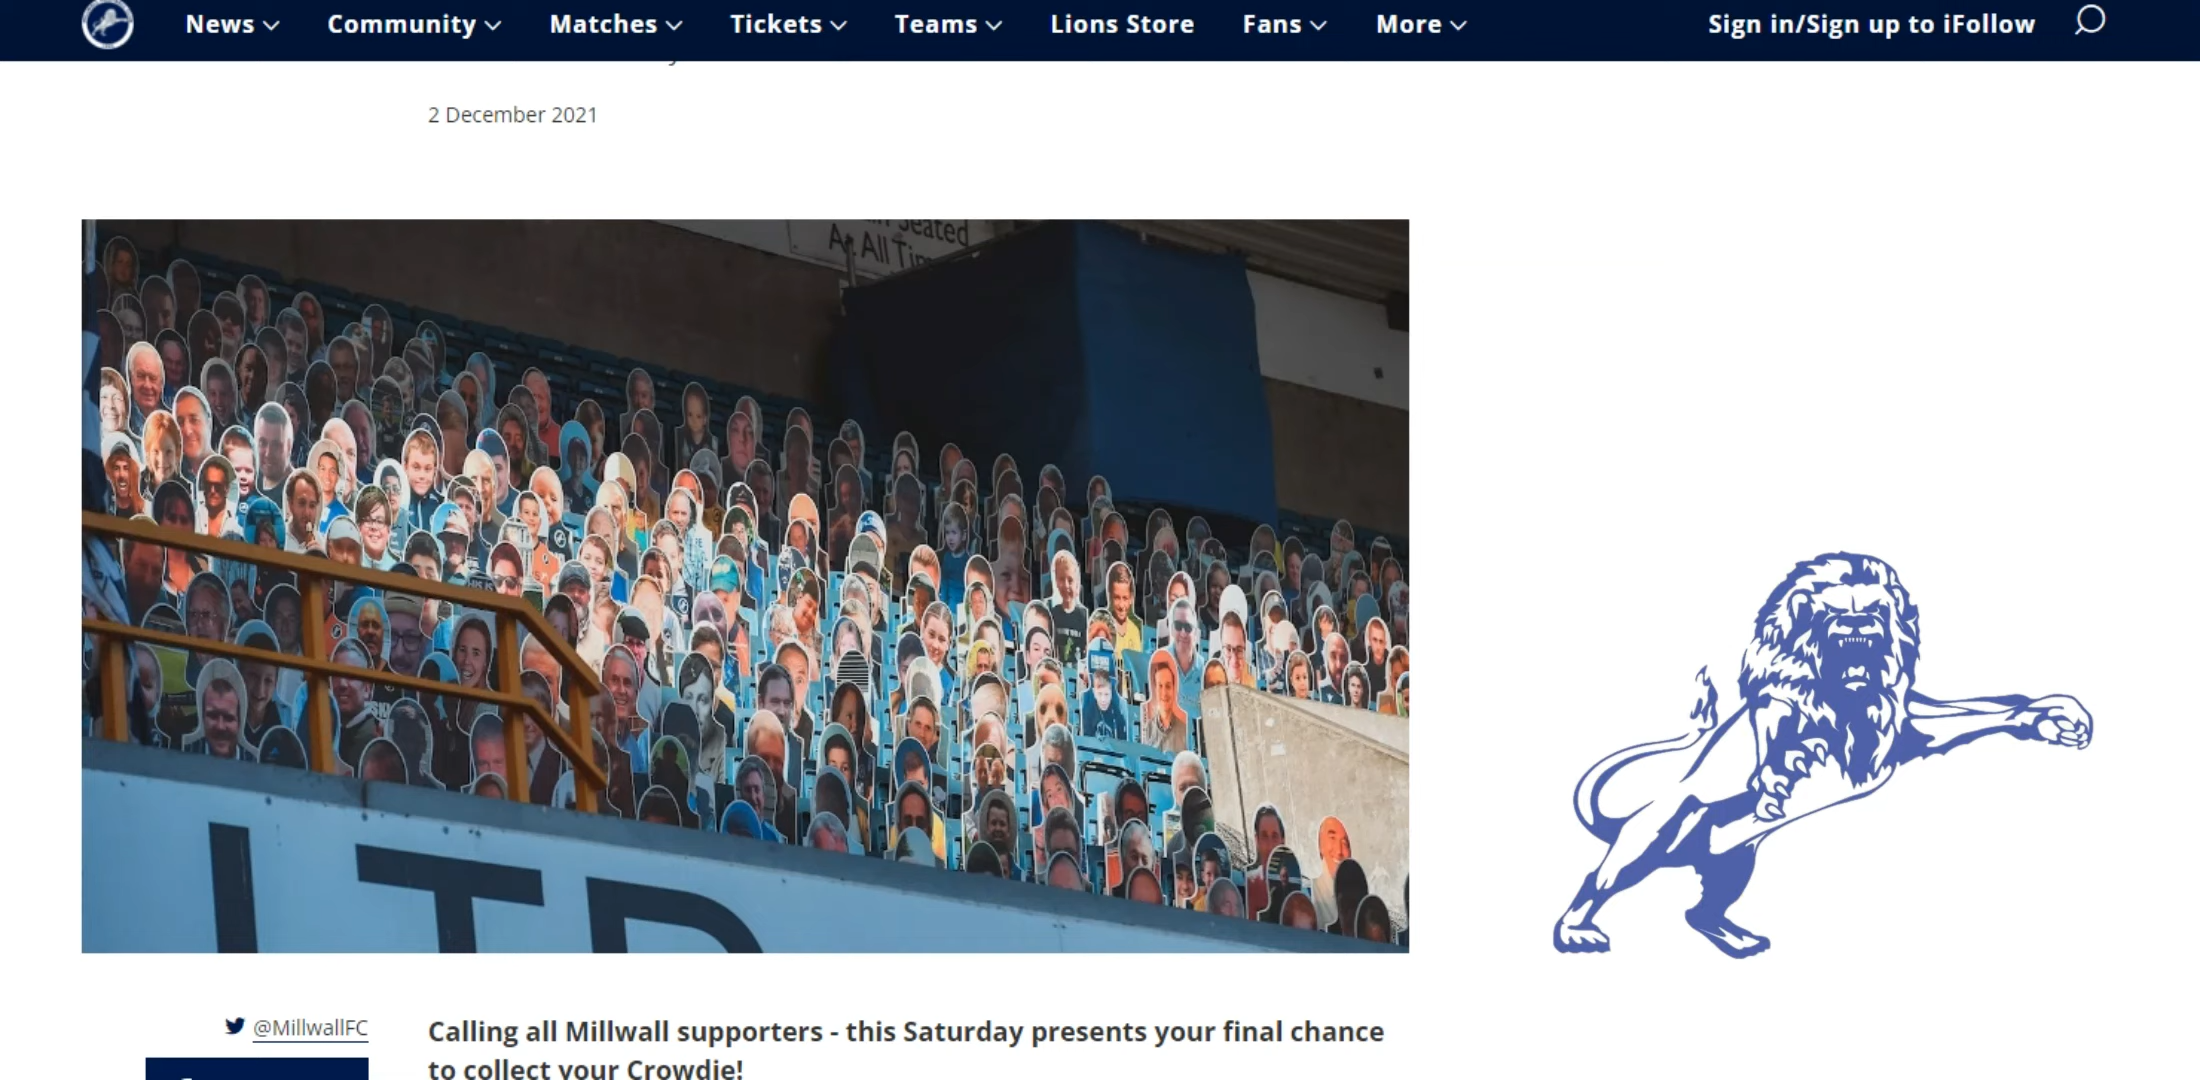 News Community Matches Tickets Teams Lions Store Fans More Sign in/Sign up to iFollow
2 December 2021
Seated
At All
LTD
@MillwallFC
Calling all Millwall supporters - this Saturday presents your final chance
to collect your Crowdie!